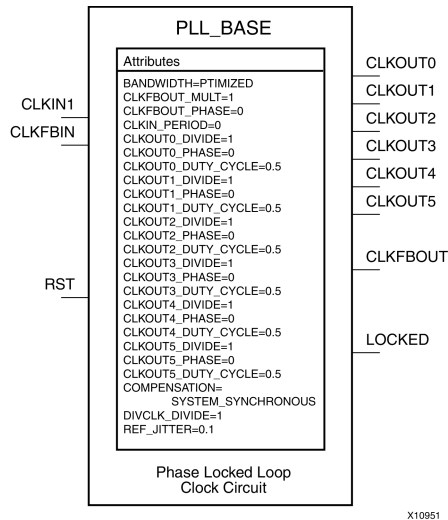 PLL_BASE
Attributes
BANDWIDTH=PTIMIZED
CLKFBOUT_MULT=1
CLKFBOUT_PHASE=0
CLKIN_PERIOD=0
CLKOUT0_DIVIDE=1
CLKOUT0_PHASE=0
CLKOUT0_DUTY_CYCLE=0.5
CLKOUT1_DIVIDE=1
CLKOUT1_PHASE=0
CLKOUT1_DUTY_CYCLE=0.5
CLKOUT2_DIVIDE=1
CLKOUT2_PHASE=0
CLKOUT2_DUTY_CYCLE=0.5
CLKOUT3_DIVIDE=1
CLKOUT3_PHASE=0
CLKOUT3_DUTY_CYCLE=0.5
CLKOUT4_DIVIDE=1
CLKOUT4_PHASE=0
CLKOUT4_DUTY_CYCLE=0.5
CLKOUT5_DIVIDE=1
CLKOUT5_PHASE=0
CLKOUT5_DUTY_CYCLE=0.5
COMPENSATION=
SYSTEM_SYNCHRONOUS
DIVCLK_DIVIDE=1
REF_JITTER=0.1
CLKIN1
CLKFBIN
RST
CLKOUT0
CLKOUT1
CLKOUT2
CLKOUT3
CLKOUT4
CLKOUT5
CLKFBOUT
LOCKED
Phase Locked Loop
Clock Circuit
X10951